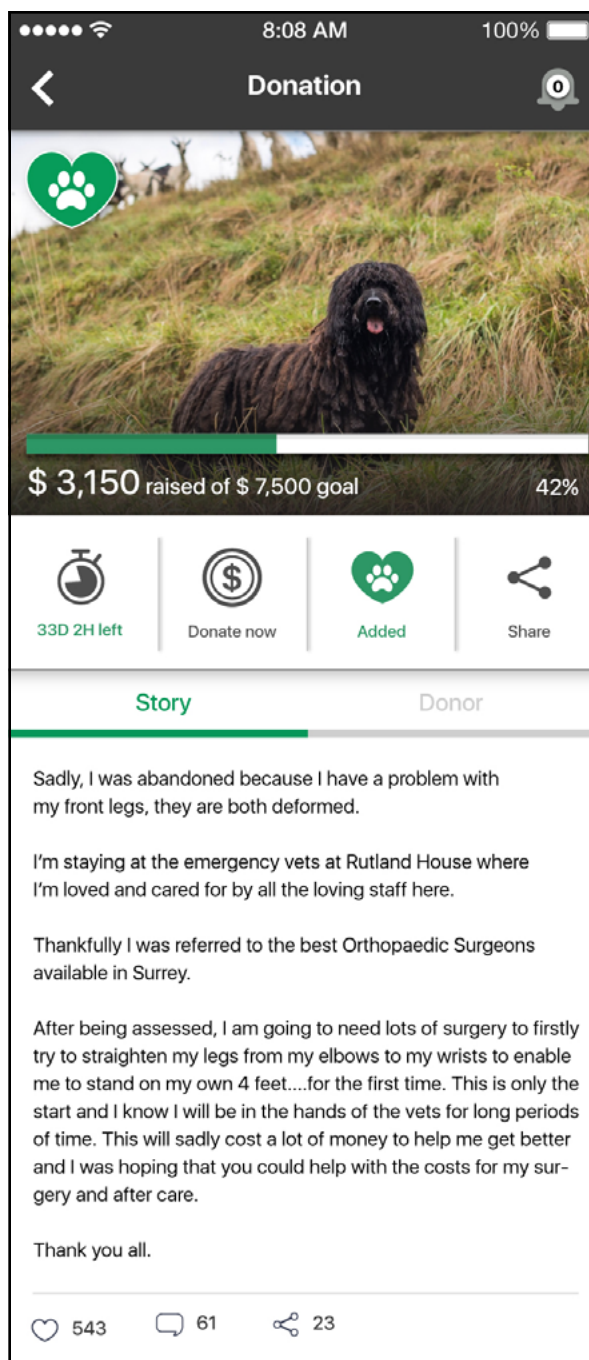 8:08 AM
100%
Donation
0
$ 3,150 raised of $ 7,500 goal
42%
33D 2H left
Donate now
Added
Share
Story
Donor
Sadly, I was abandoned because I have a problem with
my front legs, they are both deformed.
I'm staying at the emergency vets at Rutland House where
I'm loved and cared for by all the loving staff here.
Thankfully I was referred to the best Orthopaedic Surgeons
available in Surrey.
After being assessed, I am going to need lots of surgery to firstly
try to straighten my legs from my elbows to my wrists to enable
me to stand on my own 4 feet....for the first time. This is only the
start and I know I will be in the hands of the vets for long periods
of time. This will sadly cost a lot of money to help me get better
and I was hoping that you could help with the costs for my sur-
gery and after care.
Thank you all.
543
61
23